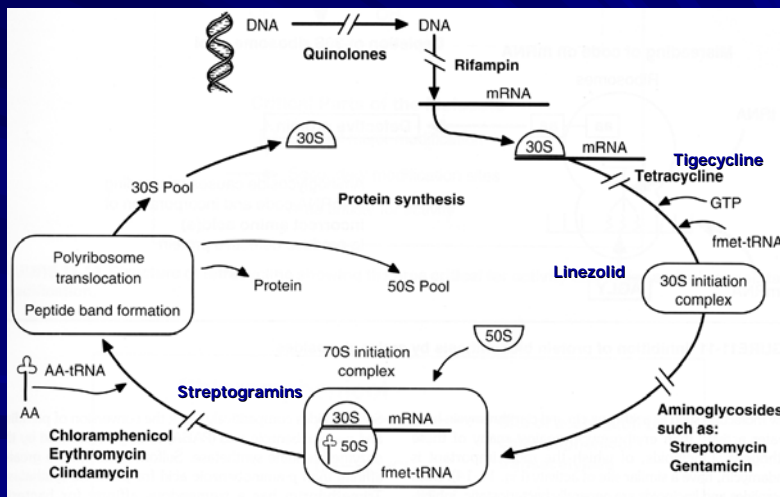 DNA
DNA
Quinolones
Rifampin
mRNA
30S
30S
mRNA
Tigecycline
Tetracycline
GTP
fmet-tRNA
30S Pool
Protein synthesis
Polyribosome
translocation
Peptide band formation
Protein
50S Pool
Linezolid
30S initiation
complex
50S
70S initiation
complex
AA-tRNA
AA
Streptogramins
30S
mRNA
50S
fmet-tRNA
Chloramphenicol
Erythromycin
Clindamycin
Aminoglycosides
such as:
Streptomycin
Gentamicin